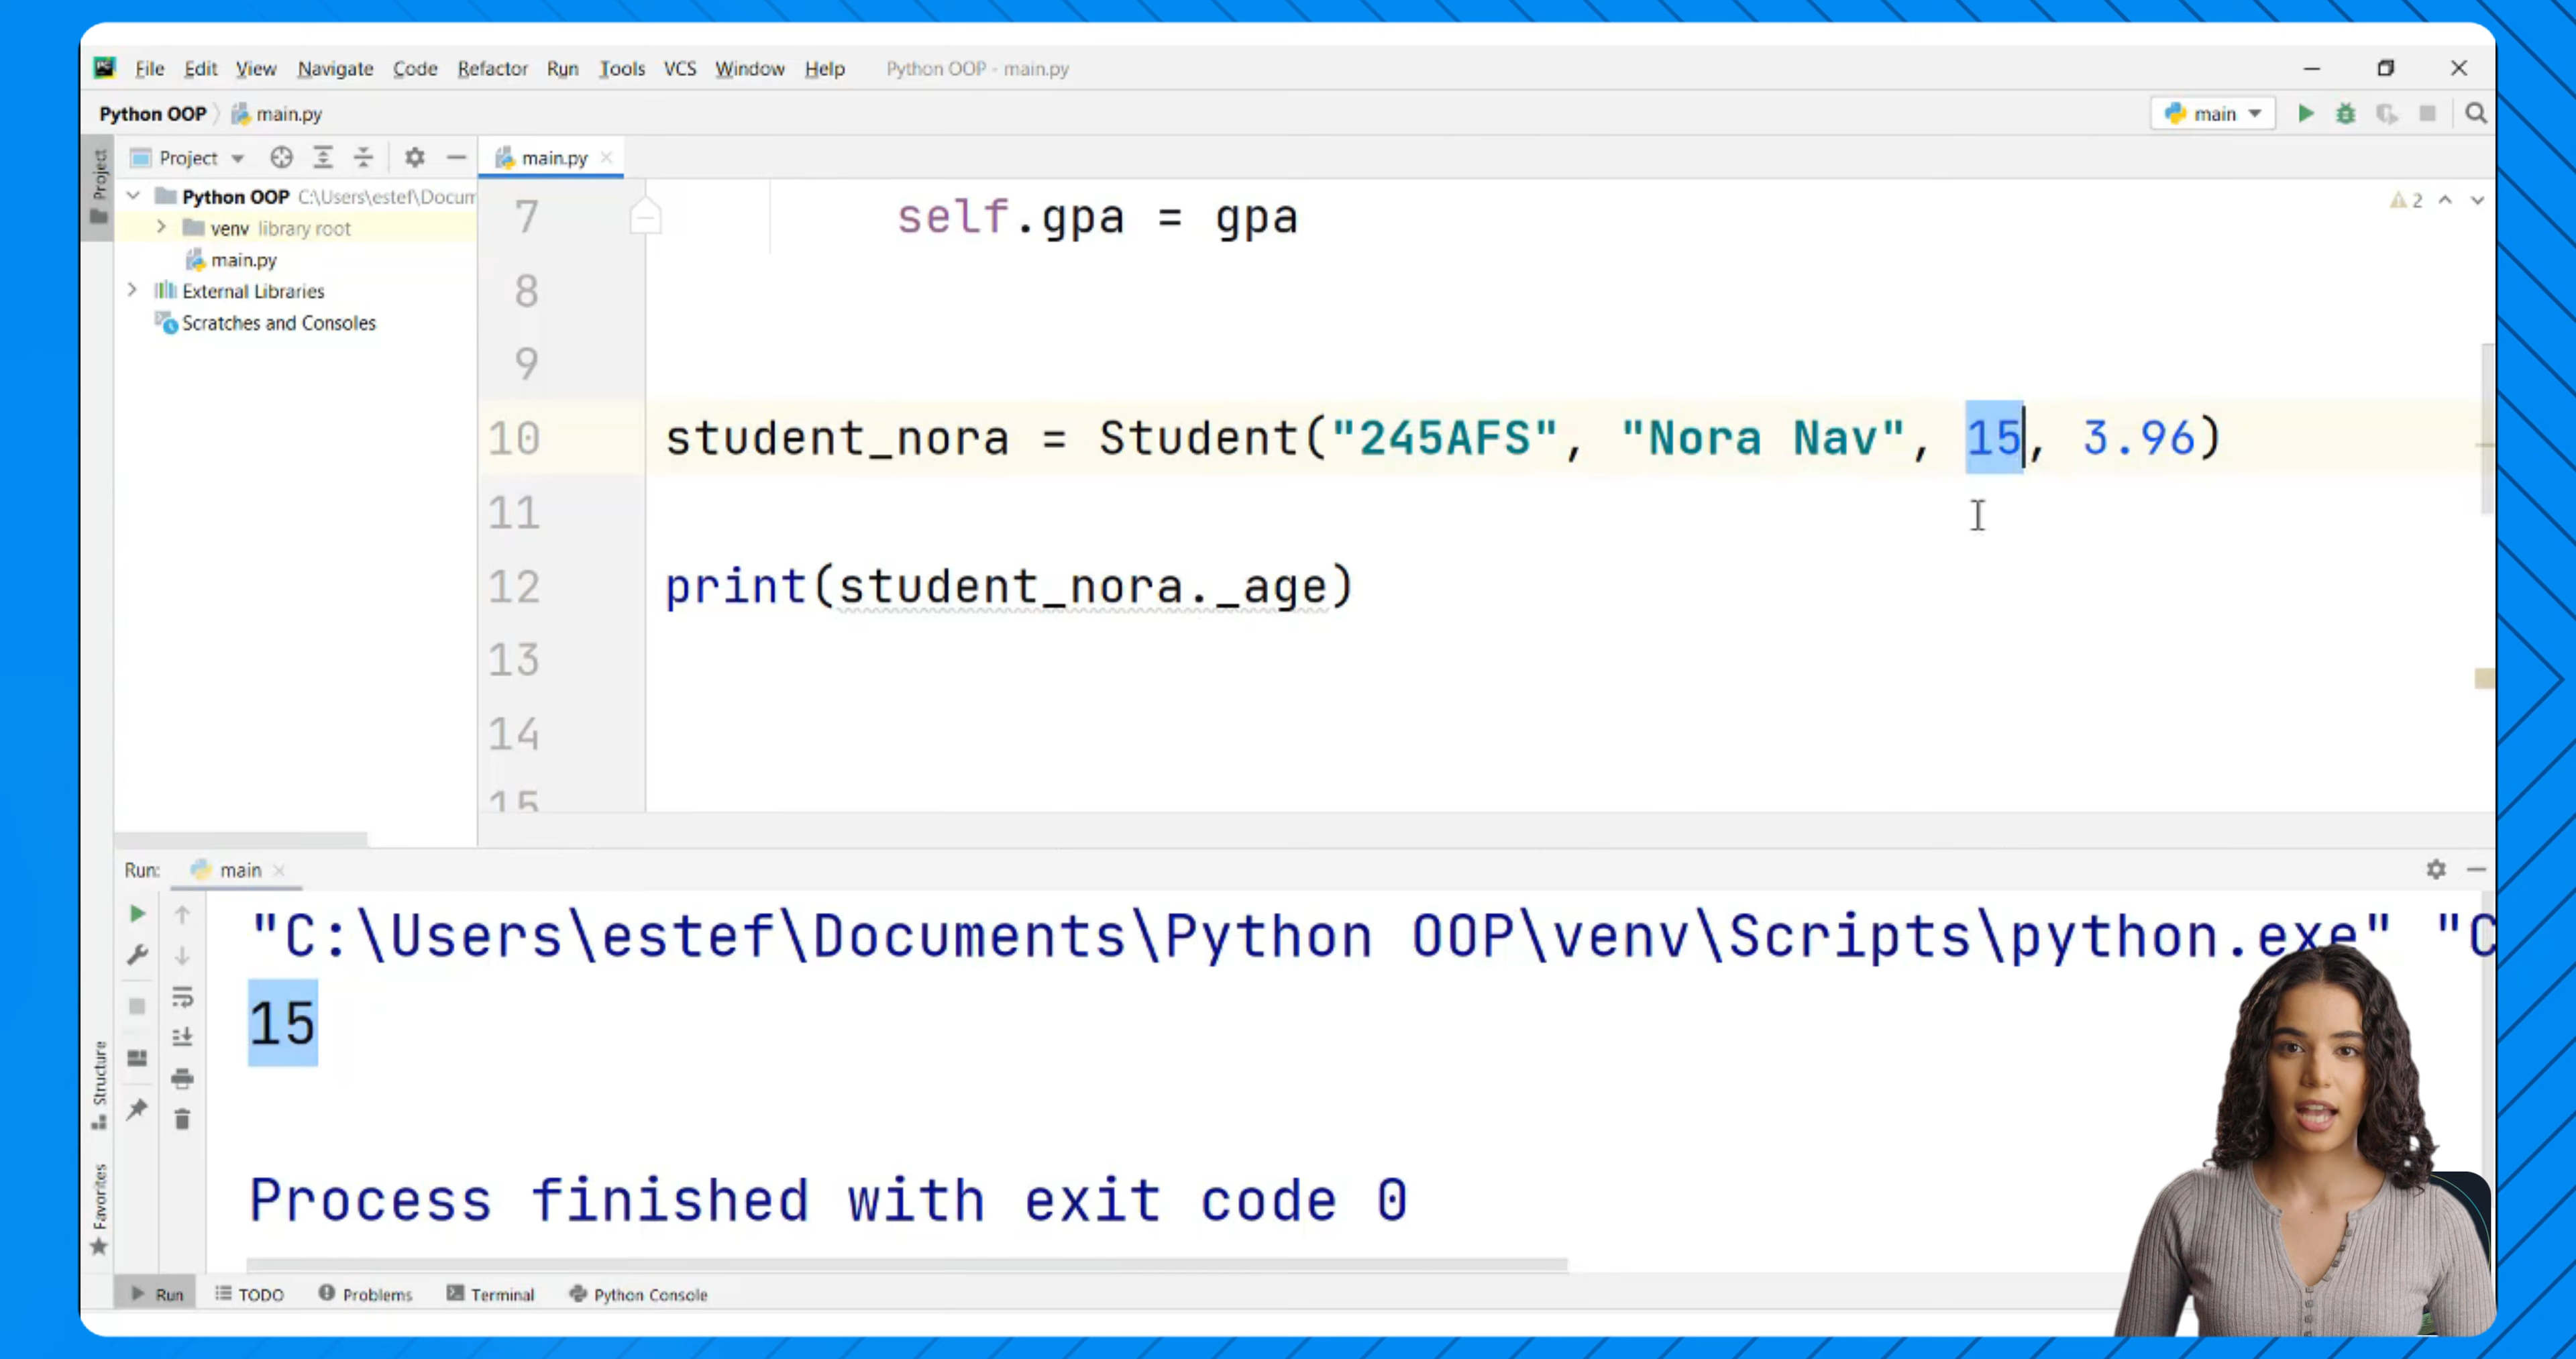 File Edit View Navigate Code Refactor Run Tools VCS Window Help Python OOP - main.py
Python OOP main.py main
Project main.py
Project
Python OOP C:\Users\estef\Docum
venv library root
main.py
External Libraries
Scratches and Consoles
2
7 self.gpa = gpa
8
9
10 student_nora = Student("245AFS", "Nora Nav", 15, 3.96)
11
12 print(student_nora._age)
13
14
15
Run: main
"C:\Users\estef\Documents\Python OOP\venv\Scripts\python.exe" "C
15
Process finished with exit code 0
Structure
Favorites
Run TODO Problems Terminal Python Console